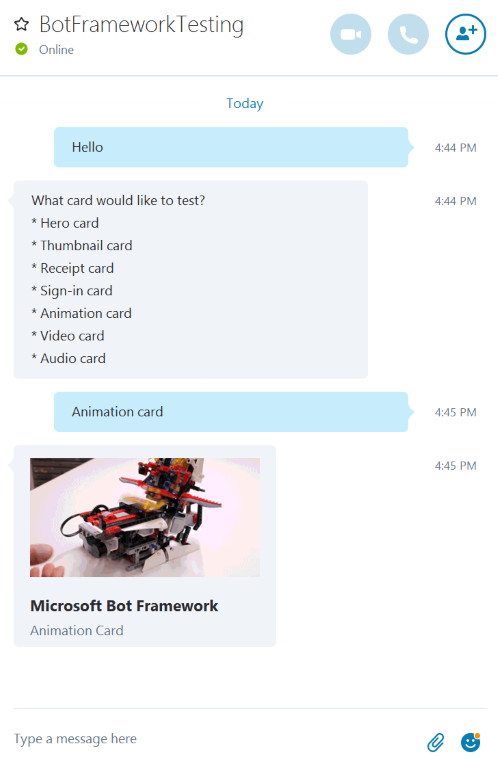 BotFrameworkTesting
Online
Today
Hello
4:44 PM
What card would like to test?
4:44 PM
* Hero card
* Thumbnail card
* Receipt card
* Sign-in card
* Animation card
* Video card
* Audio card
Animation card
4:45 PM
4:45 PM
Microsoft Bot Framework
Animation Card
Type a message here